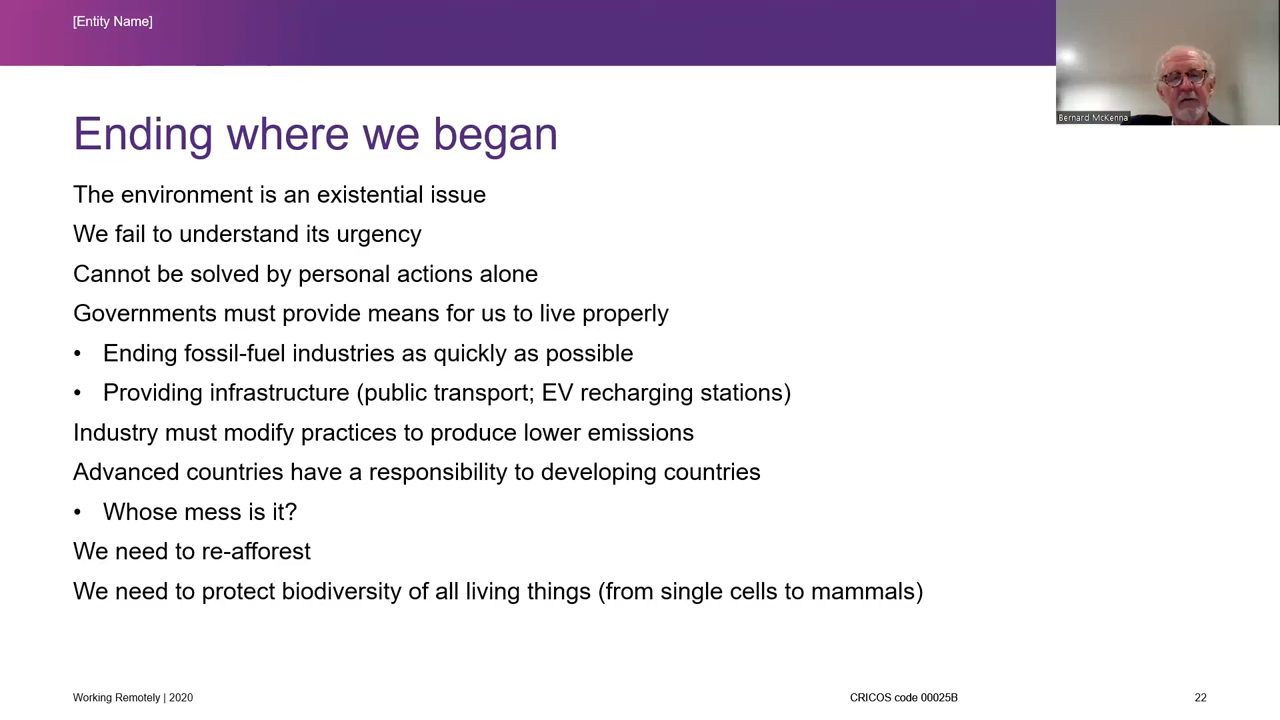 [Entity Name]
Bernard McKenna
Ending where we began
The environment is an existential issue
We fail to understand its urgency
Cannot be solved by personal actions alone
Governments must provide means for us to live properly
• Ending fossil-fuel industries as quickly as possible
• Providing infrastructure (public transport; EV recharging stations)
Industry must modify practices to produce lower emissions
Advanced countries have a responsibility to developing countries
• Whose mess is it?
We need to re-afforest
We need to protect biodiversity of all living things (from single cells to mammals)
Working Remotely | 2020
CRICOS code 00025B
22